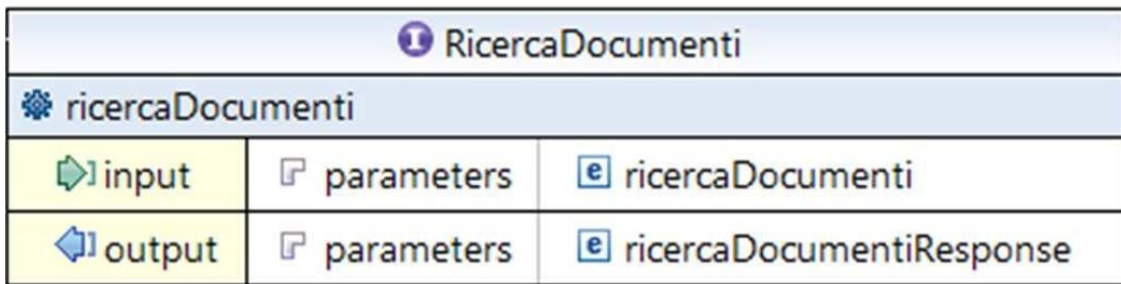 RicercaDocumenti
ricercaDocumenti
input parameters e ricercaDocumenti
output parameters e ricercaDocumentiResponse